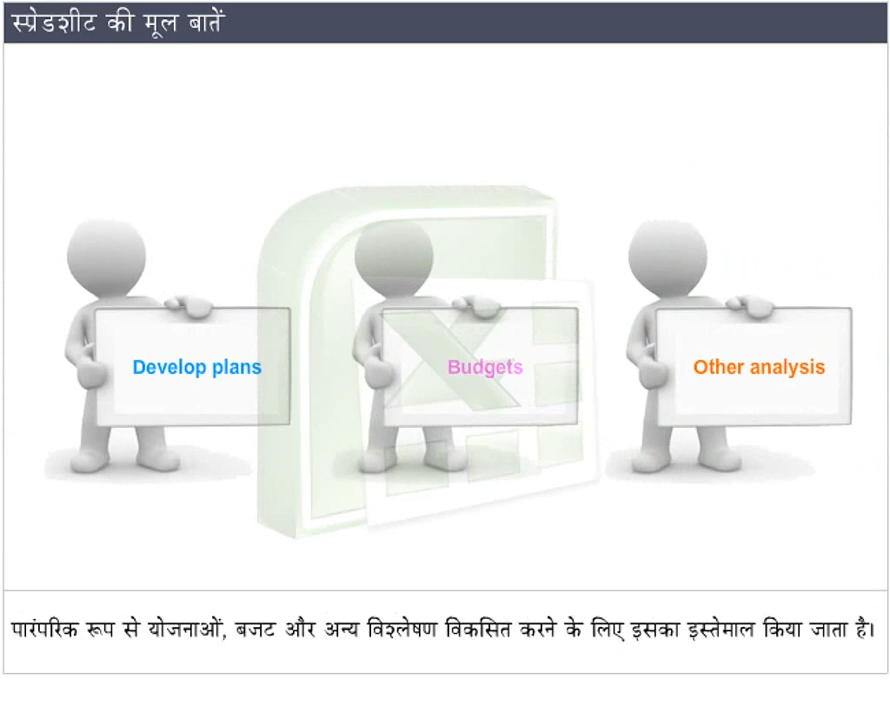 स्प्रेडशीट की मूल बातें
Develop plans
Budgets
Other analysis
पारंपरिक रूप से योजनाओं, बजट और अन्य विश्लेषण विकसित करने के लिए इसका इस्तेमाल किया जाता है।